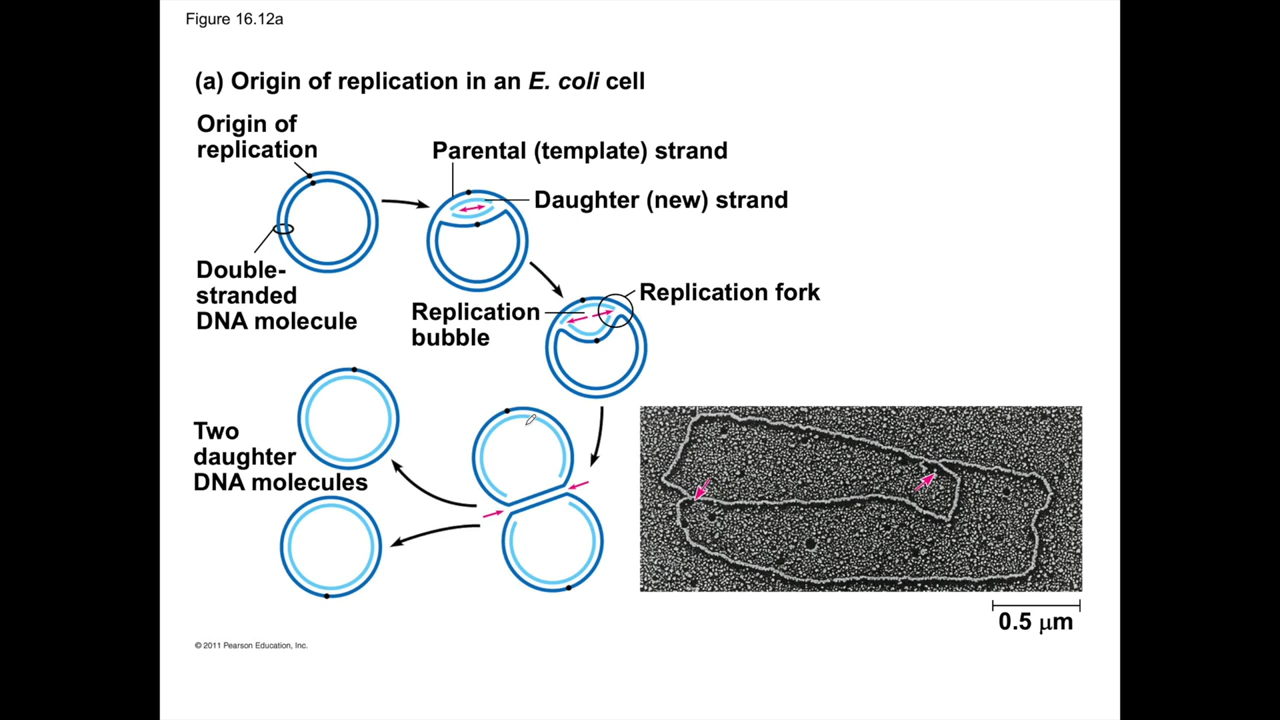 Figure 16.12a
(a) Origin of replication in an E. coli cell
Origin of
replication
Parental (template) strand
Daughter (new) strand
Double-
stranded
DNA molecule
Replication fork
Replication
bubble
Two
daughter
DNA molecules
0.5 μm
© 2011 Pearson Education, Inc.